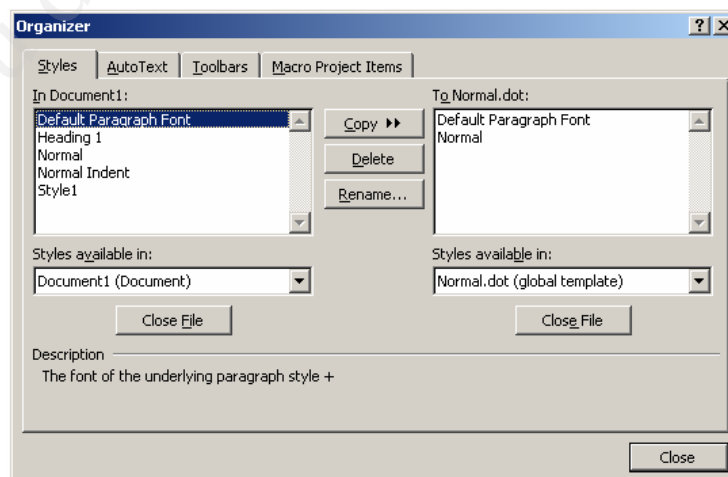 Organizer
Styles AutoText Toolbars Macro Project Items
In Document1:
Default Paragraph Font
Heading 1
Normal
Normal Indent
Style1
Copy
Delete
Rename...
To Normal.dot:
Default Paragraph Font
Normal
Styles available in:
Document1 (Document)
Close File
Styles available in:
Normal.dot (global template)
Close File
Description
The font of the underlying paragraph style +
Close